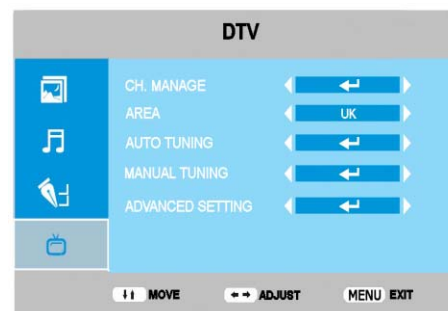 DTV
CH. MANAGE
AREA UK
AUTO TUNING
MANUAL TUNING
ADVANCED SETTING
MOVE ADJUST MENU EXIT